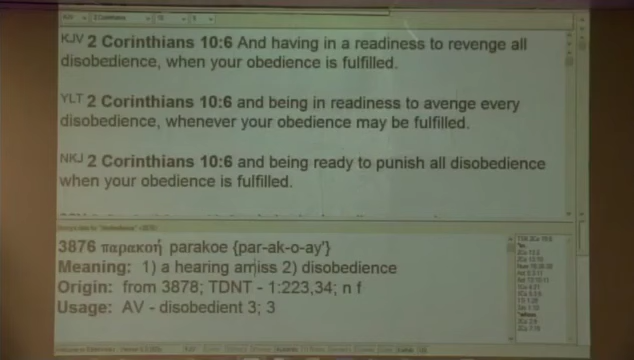 KJV 2 Corinthians 10:6 And having in a readiness to revenge all
disobedience, when your obedience is fulfilled.
YLT 2 Corinthians 10:6 and being in readiness to avenge every
disobedience, whenever your obedience may be fulfilled.
NKJ 2 Corinthians 10:6 and being ready to punish all disobedience
when your obedience is fulfilled.
3876 παρακοή parakoe {par-ak-o-ay'}
Meaning: 1) a hearing amiss 2) disobedience
Origin: from 3878; TDNT - 1:223,34; n f
Usage: AV - disobedient 3; 3